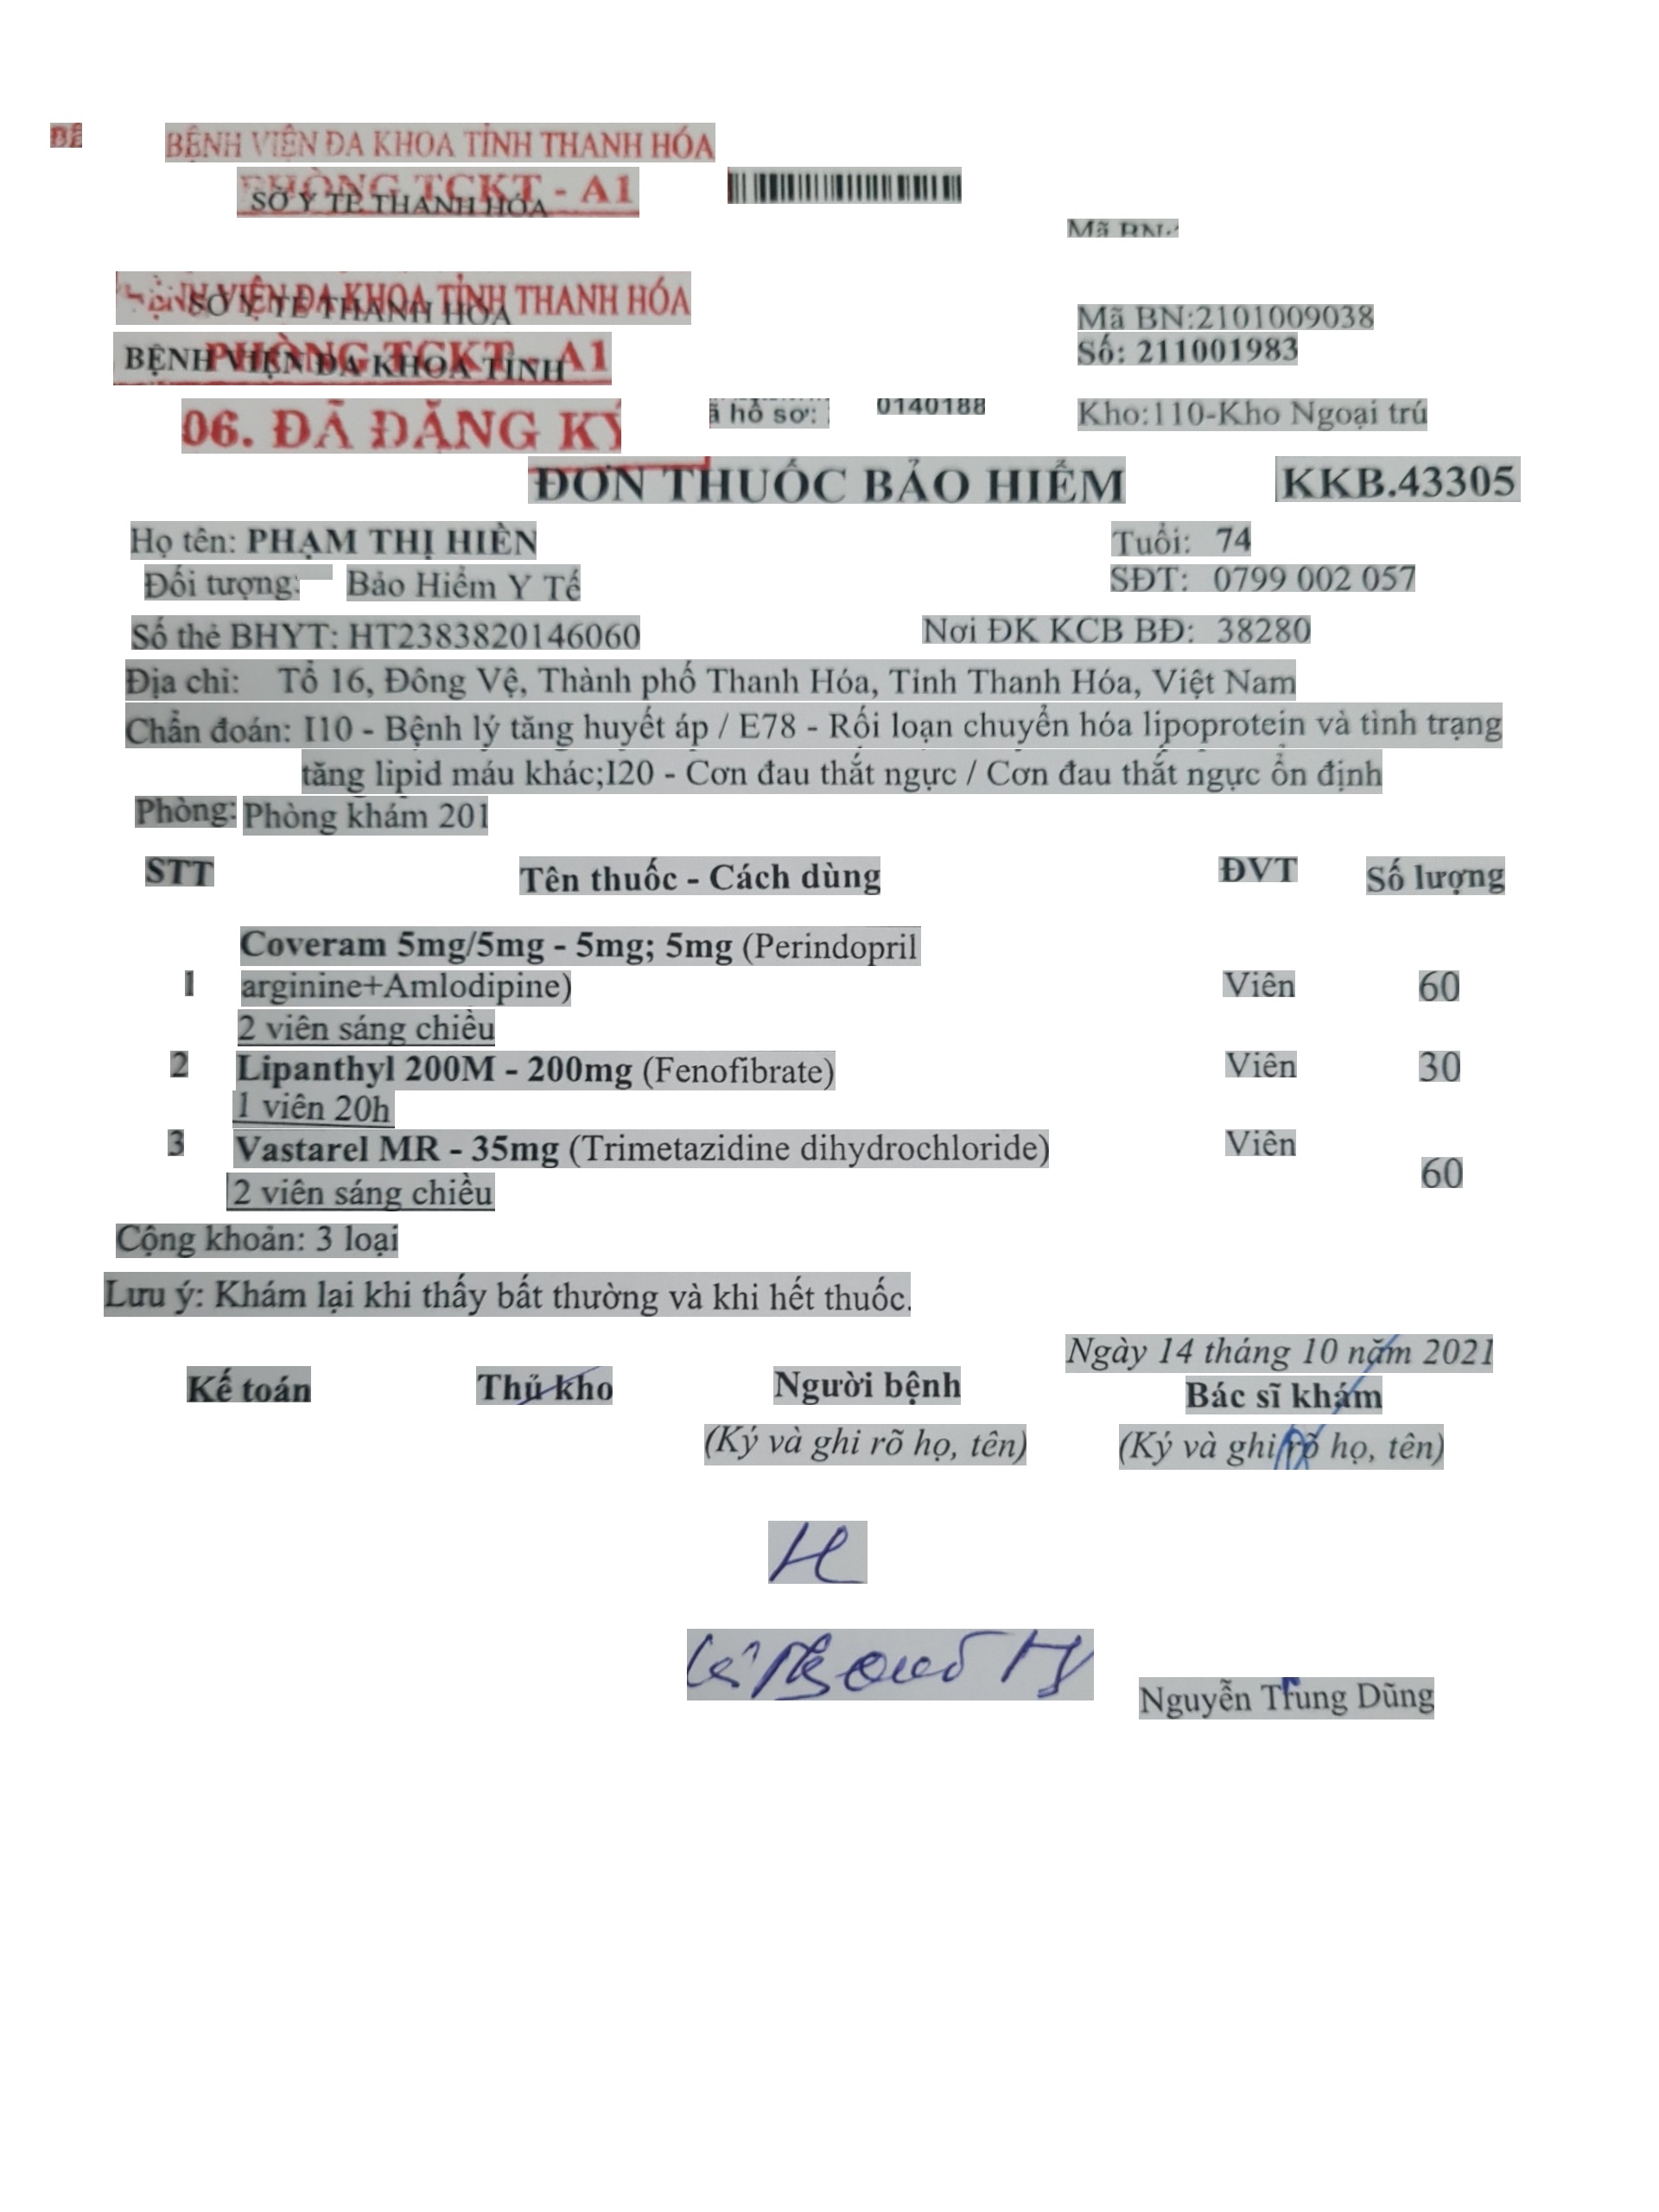 BỆ
BỆNH VIỆN ĐA KHOA TỈNH THANH HÓA
PHÒNG TCKT - A1
SỞ Y TẾ THANH HÓA
Mã BN:
BỆNH VIỆN ĐA KHOA TỈNH THANH HÓA
SỞ Y TẾ THANH HÓA
Mã BN:2101009038
PHÒNG TCKT - A1
BỆNH VIỆN ĐA KHOA TỈNH
Số: 211001983
06. ĐÃ ĐĂNG KÝ
ã hồ sơ: 0140188
Kho:110-Kho Ngoại trú
ĐƠN THUỐC BẢO HIỂM KKB.43305
Họ tên: PHẠM THỊ HIỀN Tuổi: 74
Đối tượng: Bảo Hiểm Y Tế SĐT: 0799 002 057
Số thẻ BHYT: HT2383820146060 Nơi ĐK KCB BĐ: 38280
Địa chỉ: Tổ 16, Đông Vệ, Thành phố Thanh Hóa, Tỉnh Thanh Hóa, Việt Nam
Chẩn đoán: I10 - Bệnh lý tăng huyết áp / E78 - Rối loạn chuyển hóa lipoprotein và tình trạng
tăng lipid máu khác;I20 - Cơn đau thắt ngực / Cơn đau thắt ngực ổn định
Phòng: Phòng khám 201
STT Tên thuốc - Cách dùng ĐVT Số lượng
Coveram 5mg/5mg - 5mg; 5mg (Perindopril
1 arginine+Amlodipine) Viên 60
2 viên sáng chiều
2 Lipanthyl 200M - 200mg (Fenofibrate) Viên 30
1 viên 20h
3 Vastarel MR - 35mg (Trimetazidine dihydrochloride) Viên 60
2 viên sáng chiều
Cộng khoản: 3 loại
Lưu ý: Khám lại khi thấy bất thường và khi hết thuốc.
Ngày 14 tháng 10 năm 2021
Kế toán Thủ kho Người bệnh Bác sĩ khám
(Ký và ghi rõ họ, tên) (Ký và ghi rõ họ, tên)
Nguyễn Trung Dũng